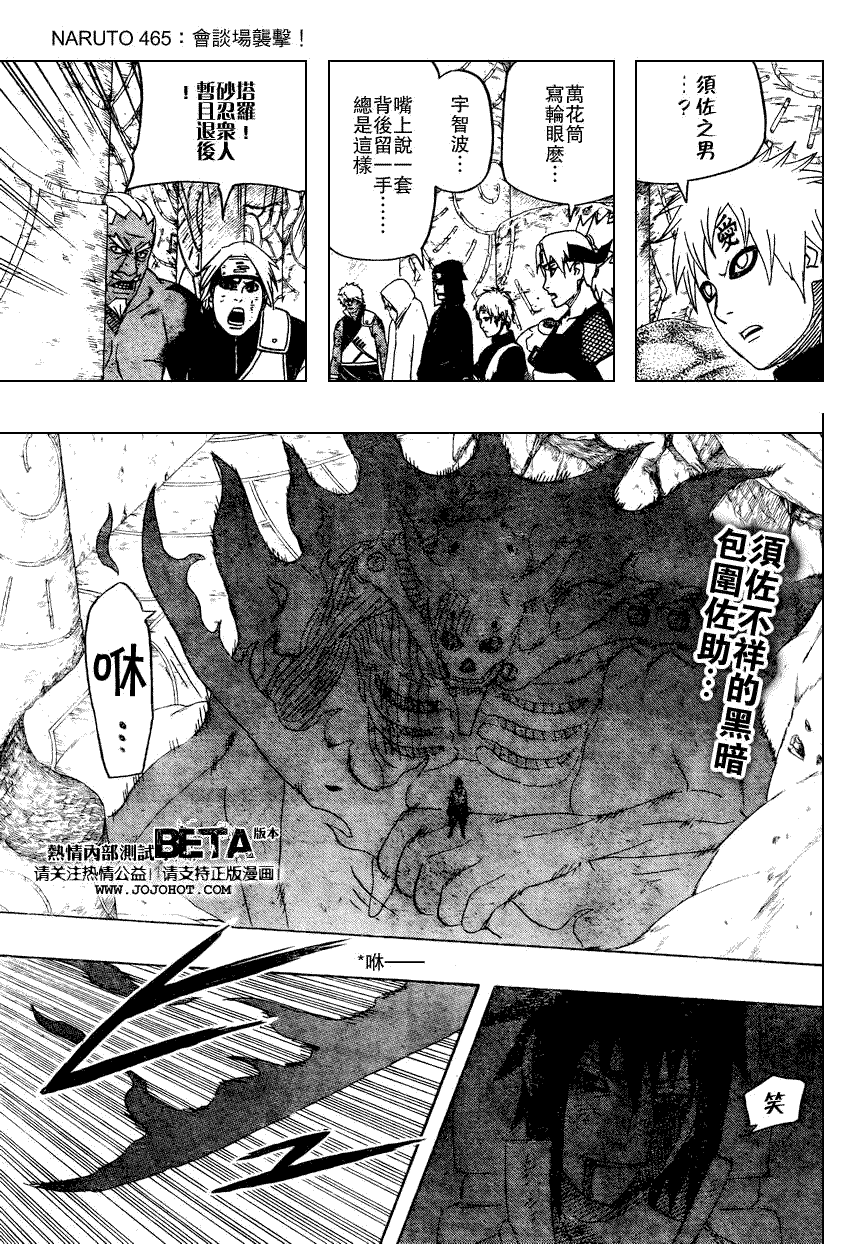 NARUTO 465：會談場襲擊！
須佐之男
…？
萬花筒
寫輪眼麼…
宇智波…
嘴上說一套
背後留一手……
總是這樣
塔羅！
砂忍眾人
暫且退後
！
愛
須佐不祥的黑暗
包圍佐助…
咻…
熱情內部測試BETA版本
请关注热情公益| |请支持正版漫画|
WWW.JOJOHOT.COM
*咻——
笑